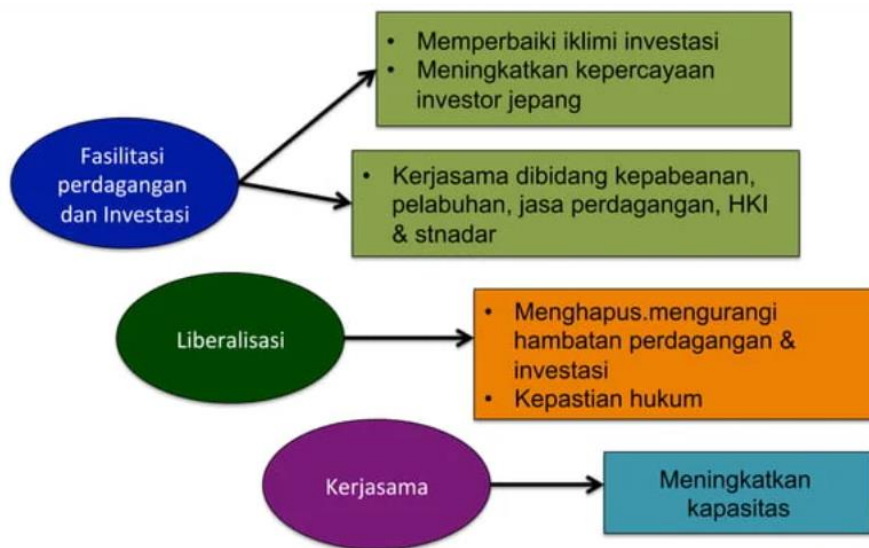 Fasilitasi
perdagangan
dan Investasi
• Memperbaiki iklimi investasi
• Meningkatkan kepercayaan
investor jepang
• Kerjasama dibidang kepabeanan,
pelabuhan, jasa perdagangan, HKI
& stnadar
Liberalisasi
• Menghapus.mengurangi
hambatan perdagangan &
investasi
• Kepastian hukum
Kerjasama
Meningkatkan
kapasitas